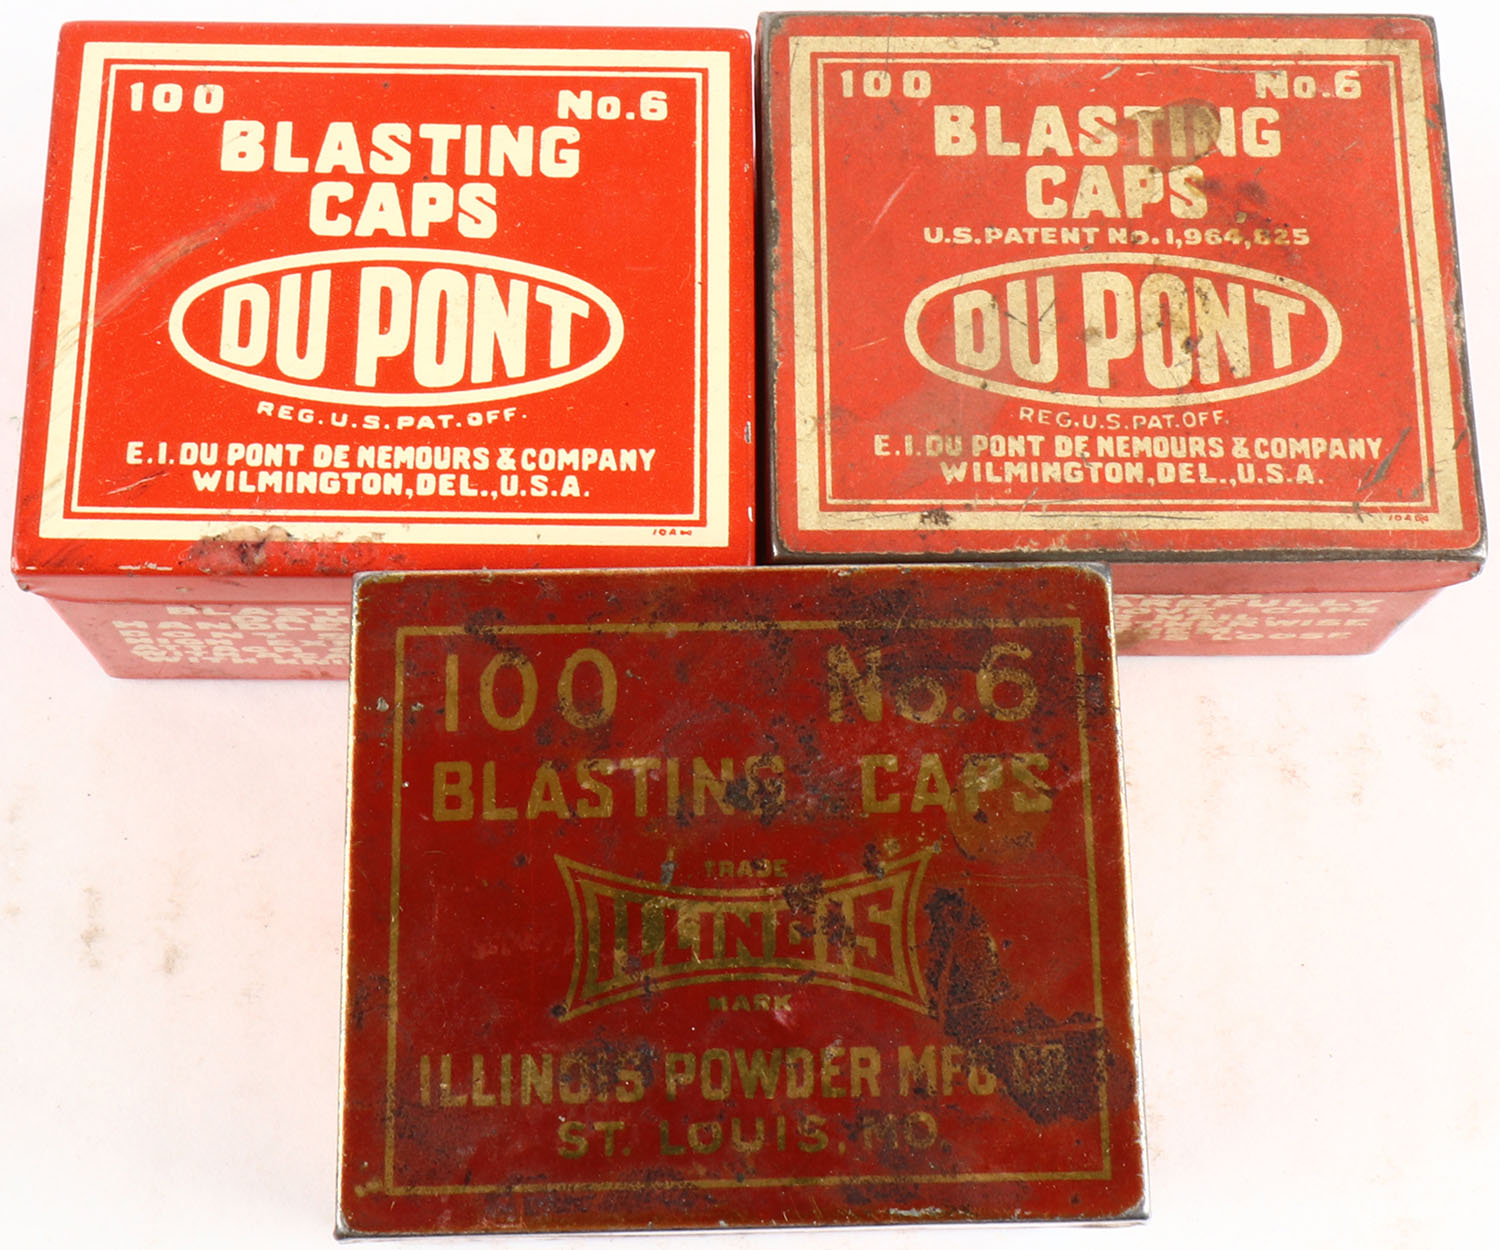 100 No.6
BLASTING
CAPS
DU PONT
REG.U.S.PAT.OFF.
E.I.DU PONT DE NEMOURS & COMPANY
WILMINGTON,DEL.,U.S.A.
100 No.6
BLASTING
CAPS
U.S.PATENT No.1,964,825
DU PONT
REG.U.S.PAT.OFF.
E.I.DU PONT DE NEMOURS & COMPANY
WILMINGTON,DEL.,U.S.A.
100 No.6
BLASTING CAPS
TRADE
ILLINOIS
MARK
ILLINOIS POWDER MFG. CO.
ST. LOUIS, MO.